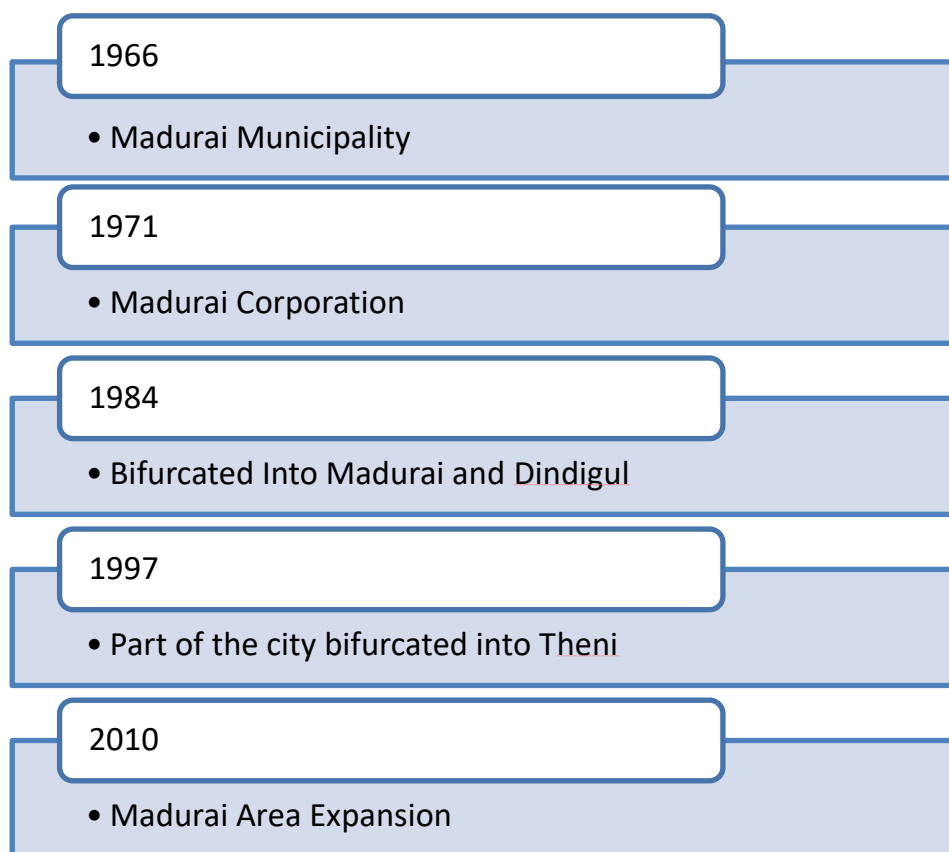 1966
• Madurai Municipality
1971
• Madurai Corporation
1984
• Bifurcated Into Madurai and Dindigul
1997
• Part of the city bifurcated into Theni
2010
• Madurai Area Expansion